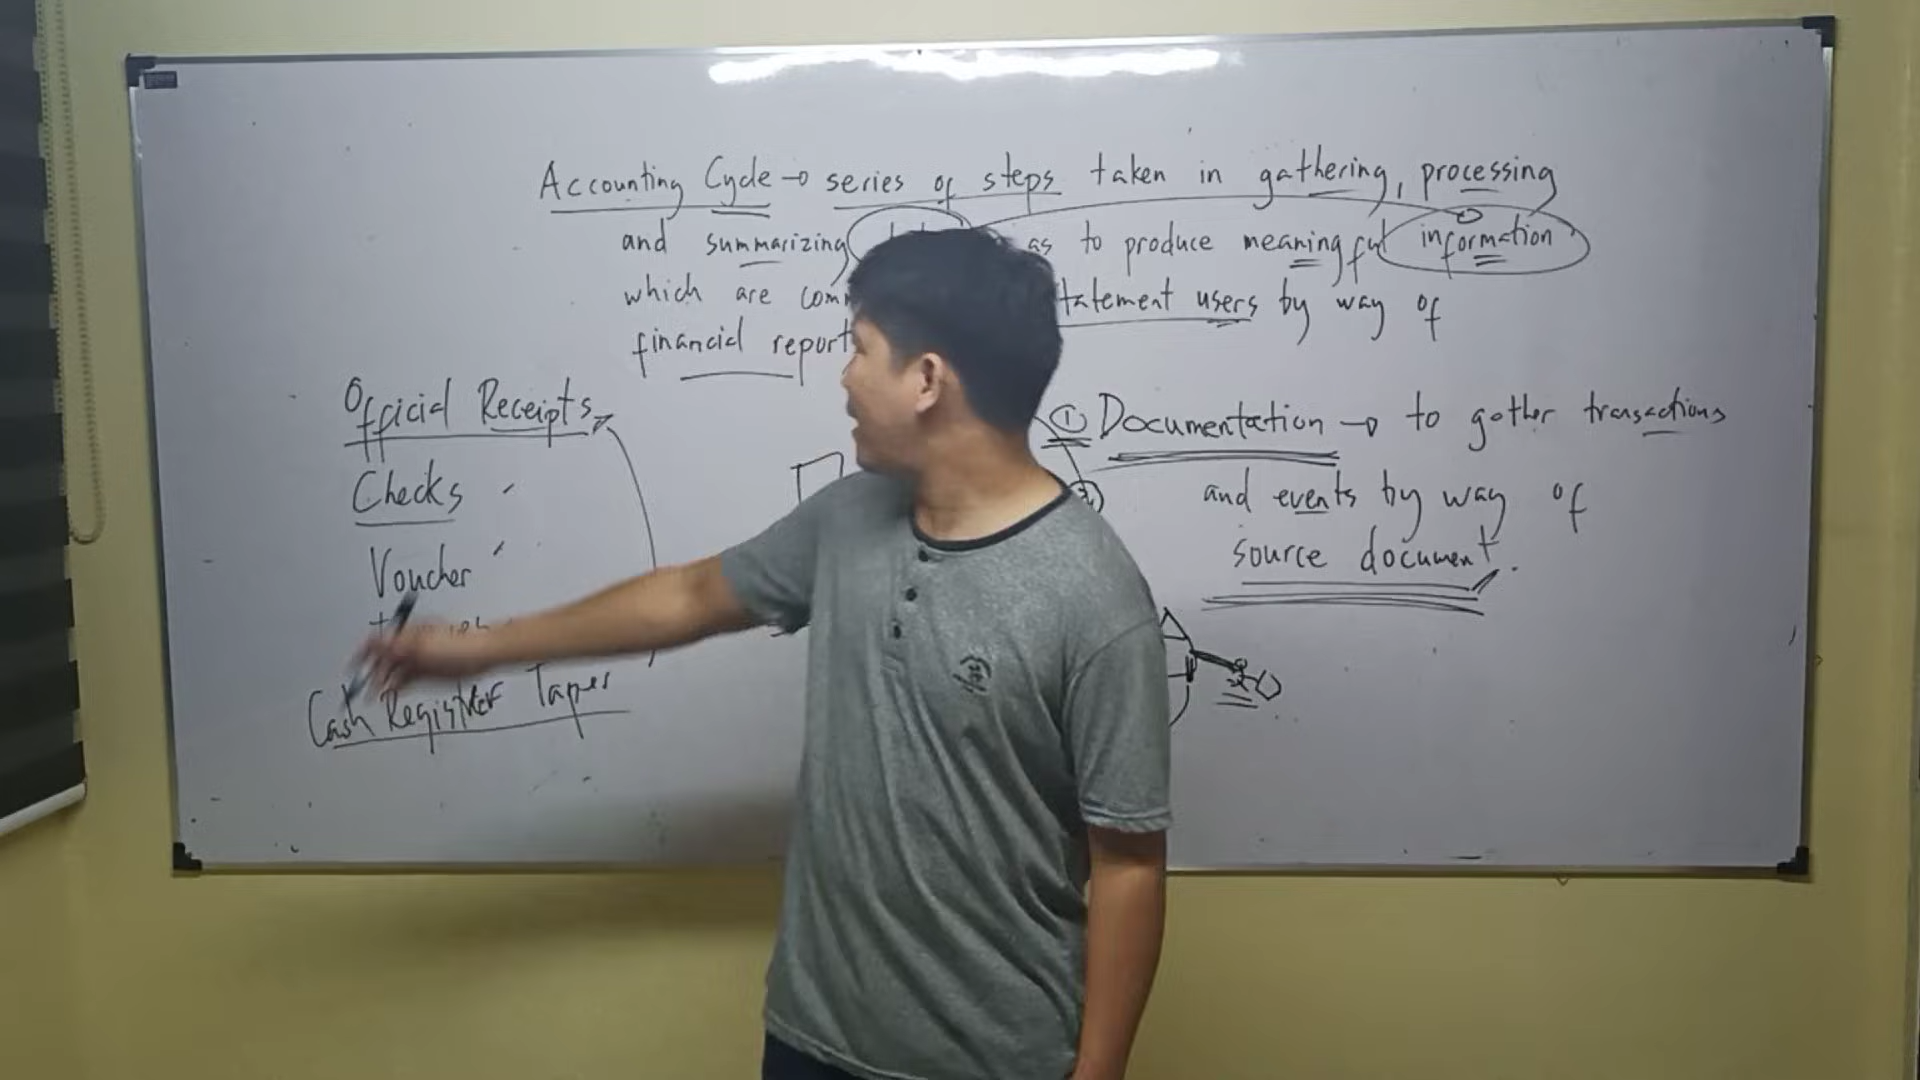 Accounting Cycle → series of steps taken in gathering, processing
and summarizing as to produce meaningful information
which are tatement users by way of
financial report
Official Receipts
Checks
Voucher
Cash Register Tapes
① Documentation → to gather transactions
and events by way of
source document.
2